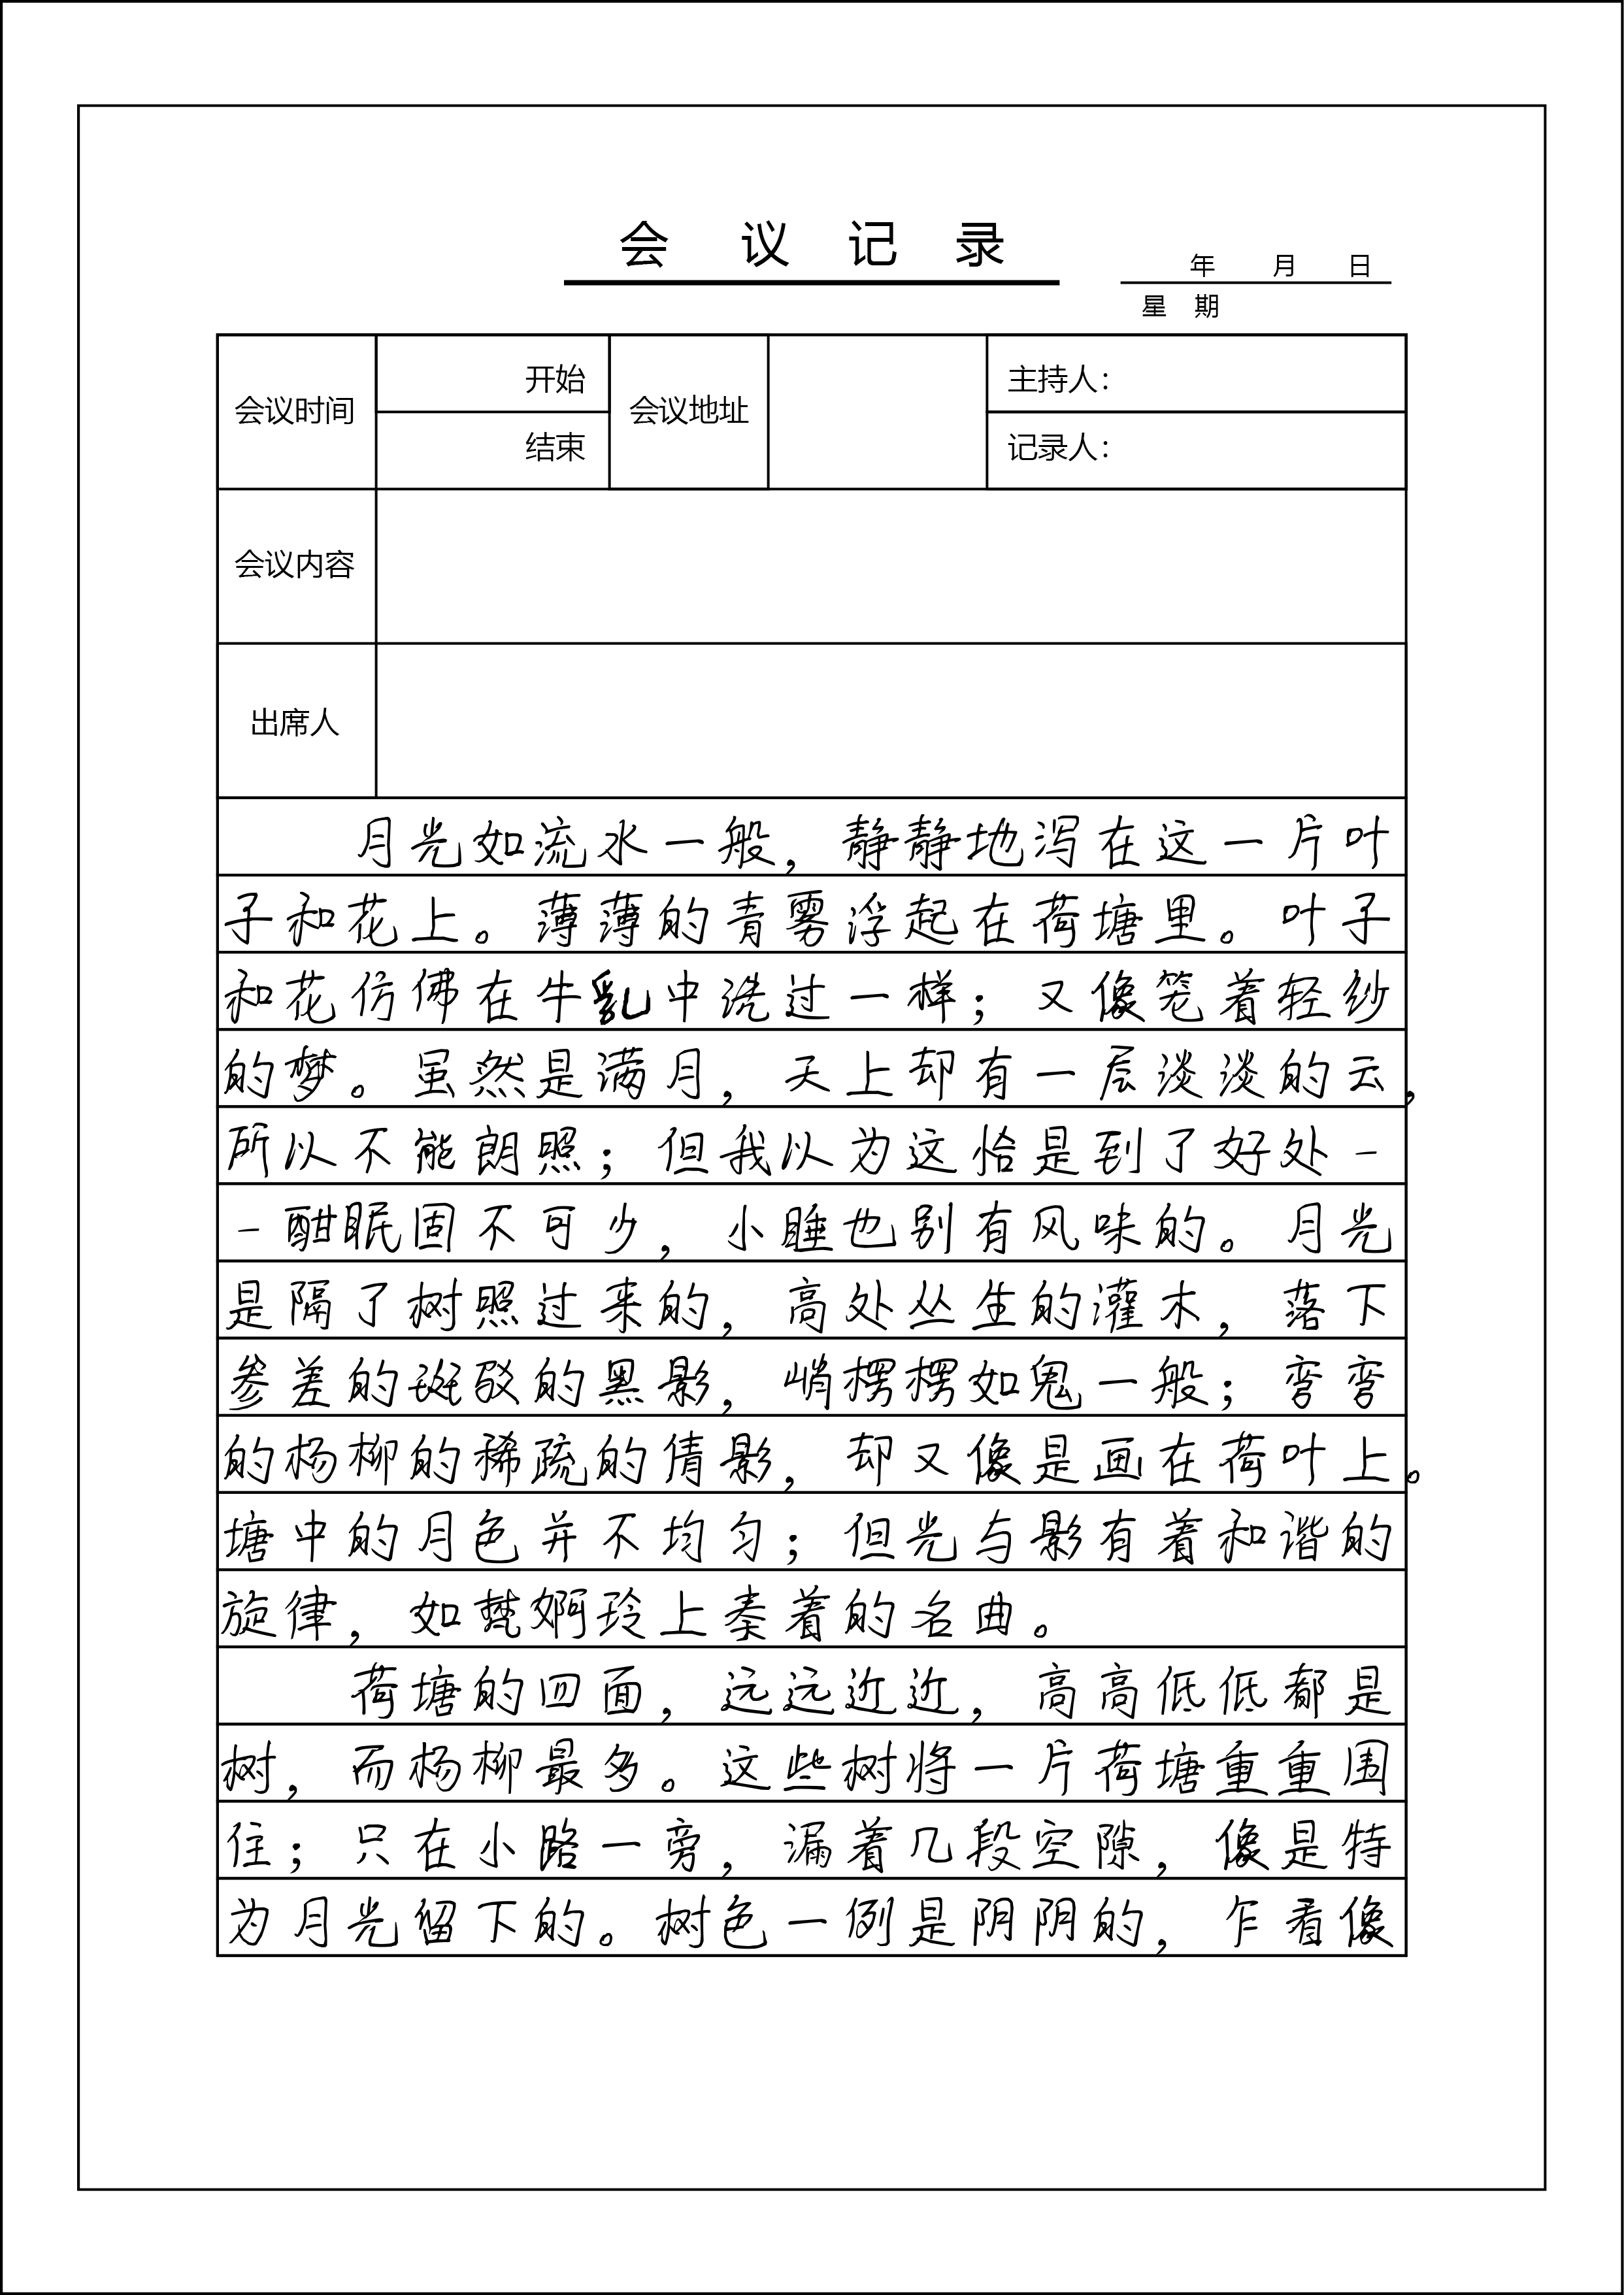 会 议 记 录
年 月 日
星 期
会议时间 开始 会议地址 主持人：
结束 记录人：
会议内容
出席人
月光如流水一般，静静地泻在这一片叶
子和花上。薄薄的青雾浮起在荷塘里。叶子
和花仿佛在牛乳中洗过一样；又像笼着轻纱
的梦。虽然是满月，天上却有一层淡淡的云，
所以不能朗照；但我以为这恰是到了好处-
-酣眠固不可少，小睡也别有风味的。月光
是隔了树照过来的，高处丛生的灌木，落下
参差的斑驳的黑影，峭楞楞如鬼一般；弯弯
的杨柳的稀疏的倩影，却又像是画在荷叶上。
塘中的月色并不均匀；但光与影有着和谐的
旋律，如梵婀玲上奏着的名曲。
荷塘的四面，远远近近，高高低低都是
树，而杨柳最多。这些树将一片荷塘重重围
住；只在小路一旁，漏着几段空隙，像是特
为月光留下的。树色一例是阴阴的，乍看像